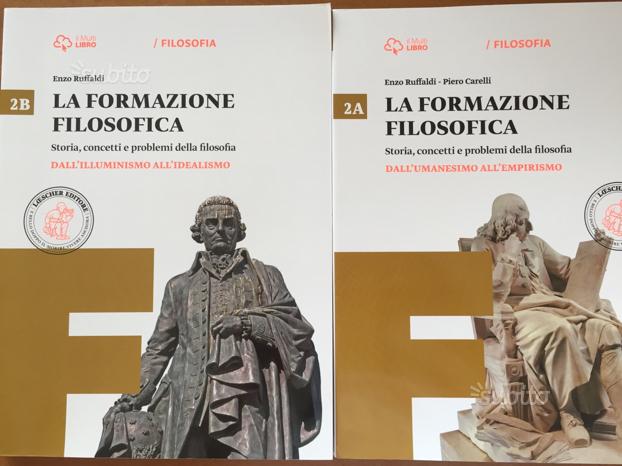 il Multi
LIBRO
/ FILOSOFIA
subito
Enzo Ruffaldi
2B
LA FORMAZIONE
FILOSOFICA
Storia, concetti e problemi della filosofia
DALL'ILLUMINISMO ALL'IDEALISMO
LŒSCHER EDITORE
il Multi
LIBRO
/ FILOSOFIA
Enzo Ruffaldi - Piero Carelli
2A
LA FORMAZIONE
FILOSOFICA
Storia, concetti e problemi della filosofia
DALL'UMANESIMO ALL'EMPIRISMO
subito